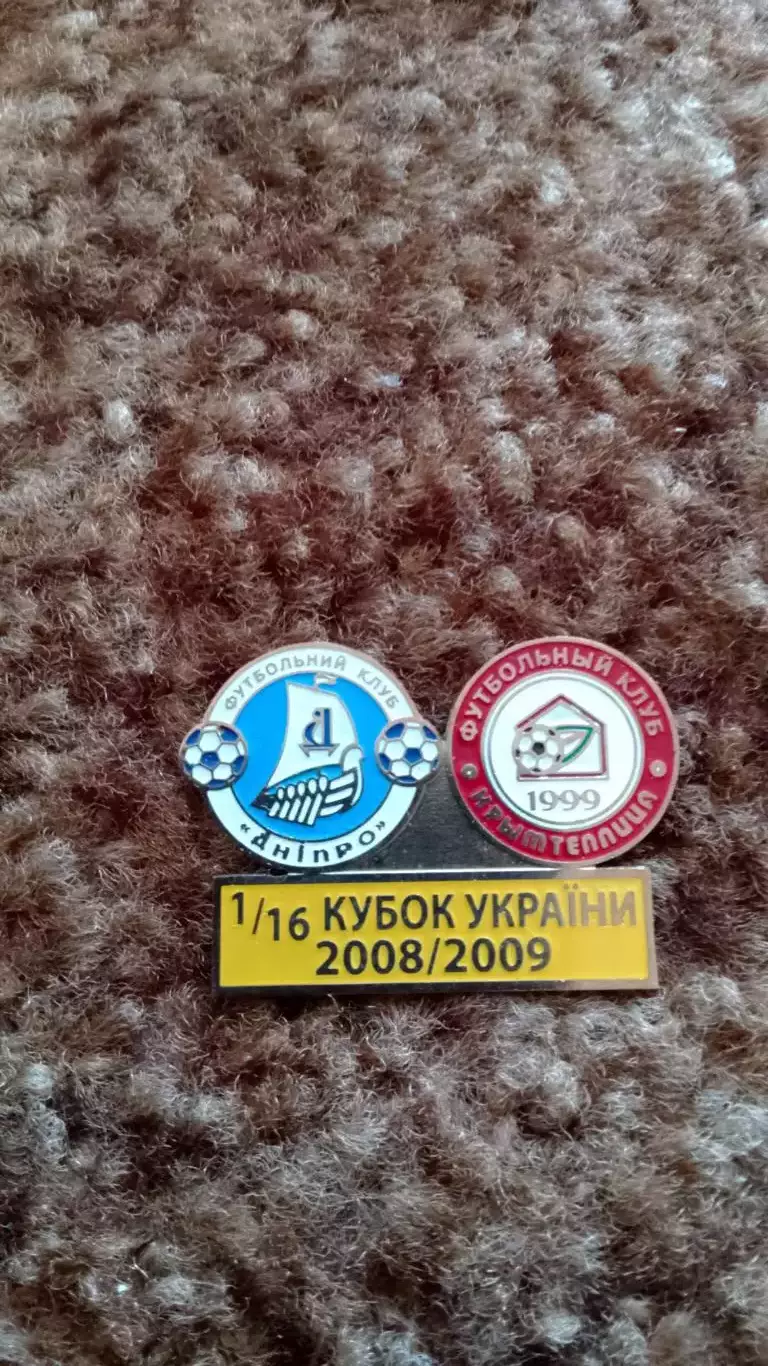 ФУТБОЛЬНИЙ КЛУБ
Д
«ДНІПРО»
ФУТБОЛЬНЫЙ КЛУБ
1999
КРЫМТЕПЛИЦА
1/16 КУБОК УКРАЇНИ
2008/2009